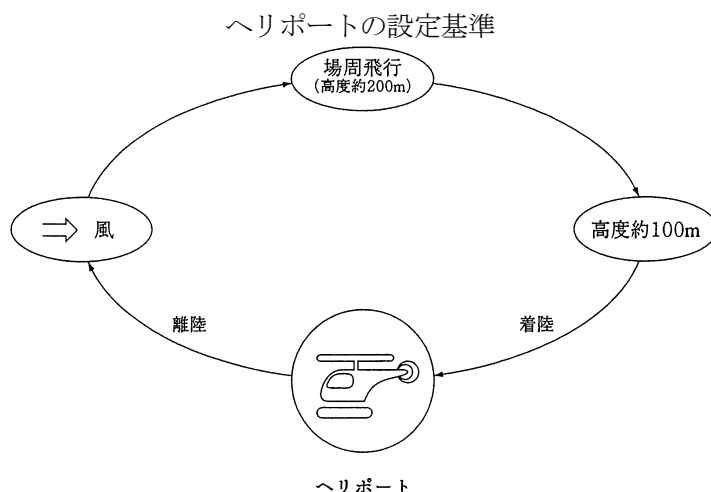 ヘリポートの設定基準
場周飛行
(高度約200m)
風
高度約100m
離陸
着陸
ヘリポート